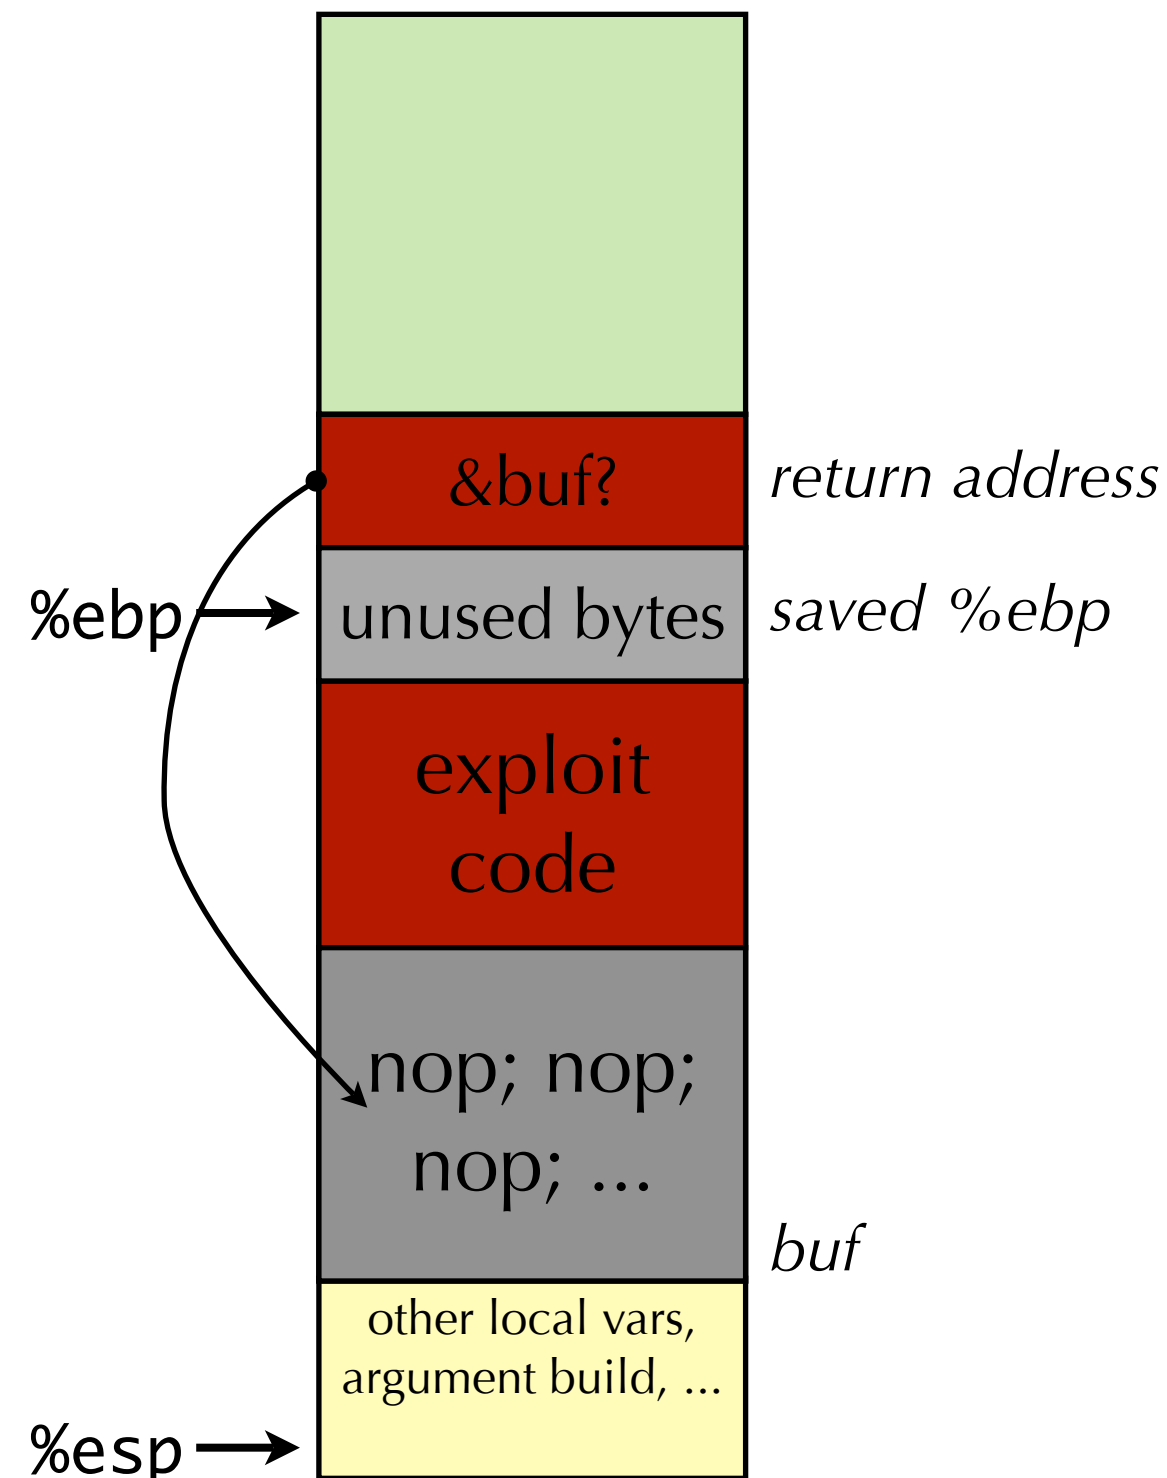 &buf?
return address
%ebp
unused bytes
saved %ebp
exploit
code
nop; nop;
nop; ...
buf
other local vars,
argument build, ...
%esp